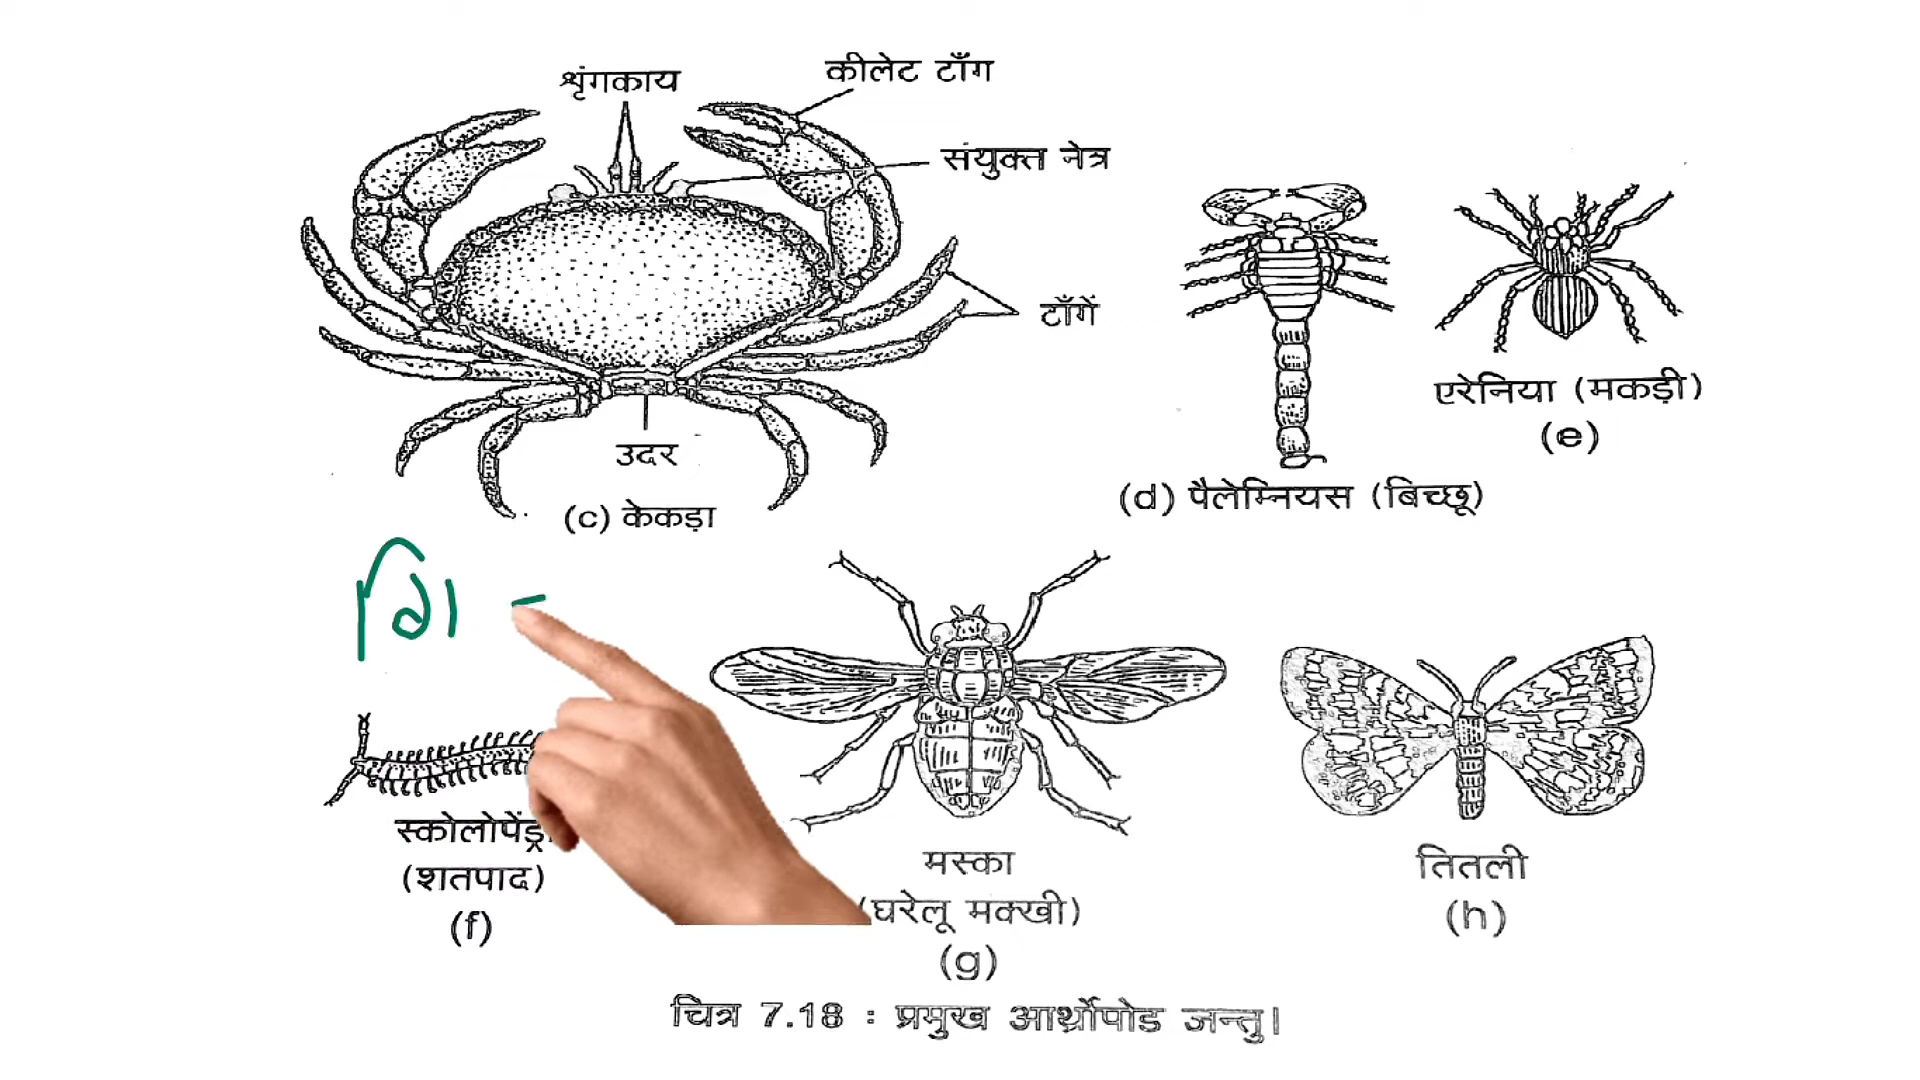 शृंगकाय
कीलेट टाँग
संयुक्त नेत्र
टाँगें
उदर
(c) केकड़ा
(d) पैलेम्नियस (बिच्छू)
एरेनिया (मकड़ी)
(e)
(शतपाद)
(f)
मस्का
(घरेलू मक्खी)
(g)
तितली
(h)
चित्र 7.18 : प्रमुख आर्थ्रोपोड जन्तु।